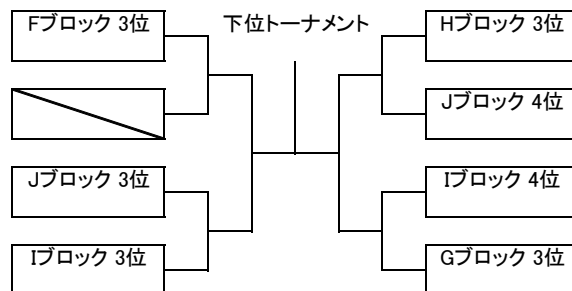 下位トーナメント
Fブロック 3位
Jブロック 3位
Iブロック 3位
Hブロック 3位
Jブロック 4位
Iブロック 4位
Gブロック 3位